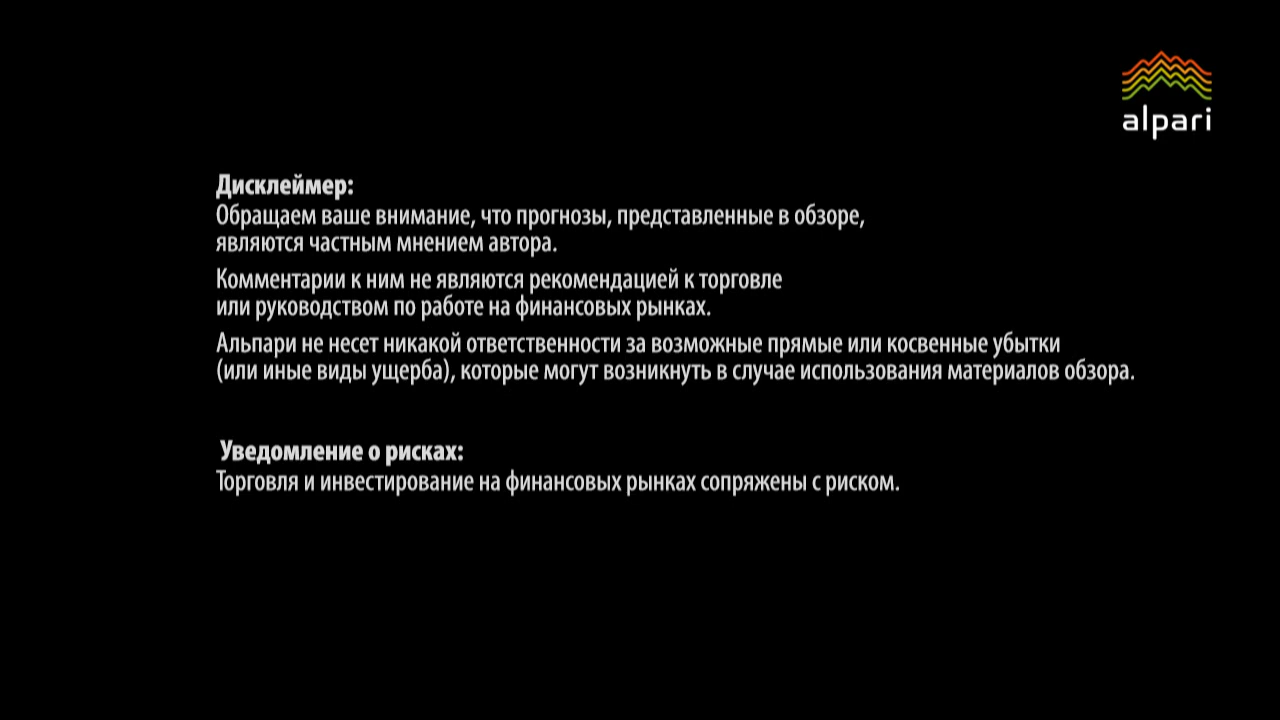 alpari
Дисклеймер:
Обращаем ваше внимание, что прогнозы, представленные в обзоре,
являются частным мнением автора.
Комментарии к ним не являются рекомендацией к торговле
или руководством по работе на финансовых рынках.
Альпари не несет никакой ответственности за возможные прямые или косвенные убытки
(или иные виды ущерба), которые могут возникнуть в случае использования материалов обзора.
Уведомление о рисках:
Торговля и инвестирование на финансовых рынках сопряжены с риском.